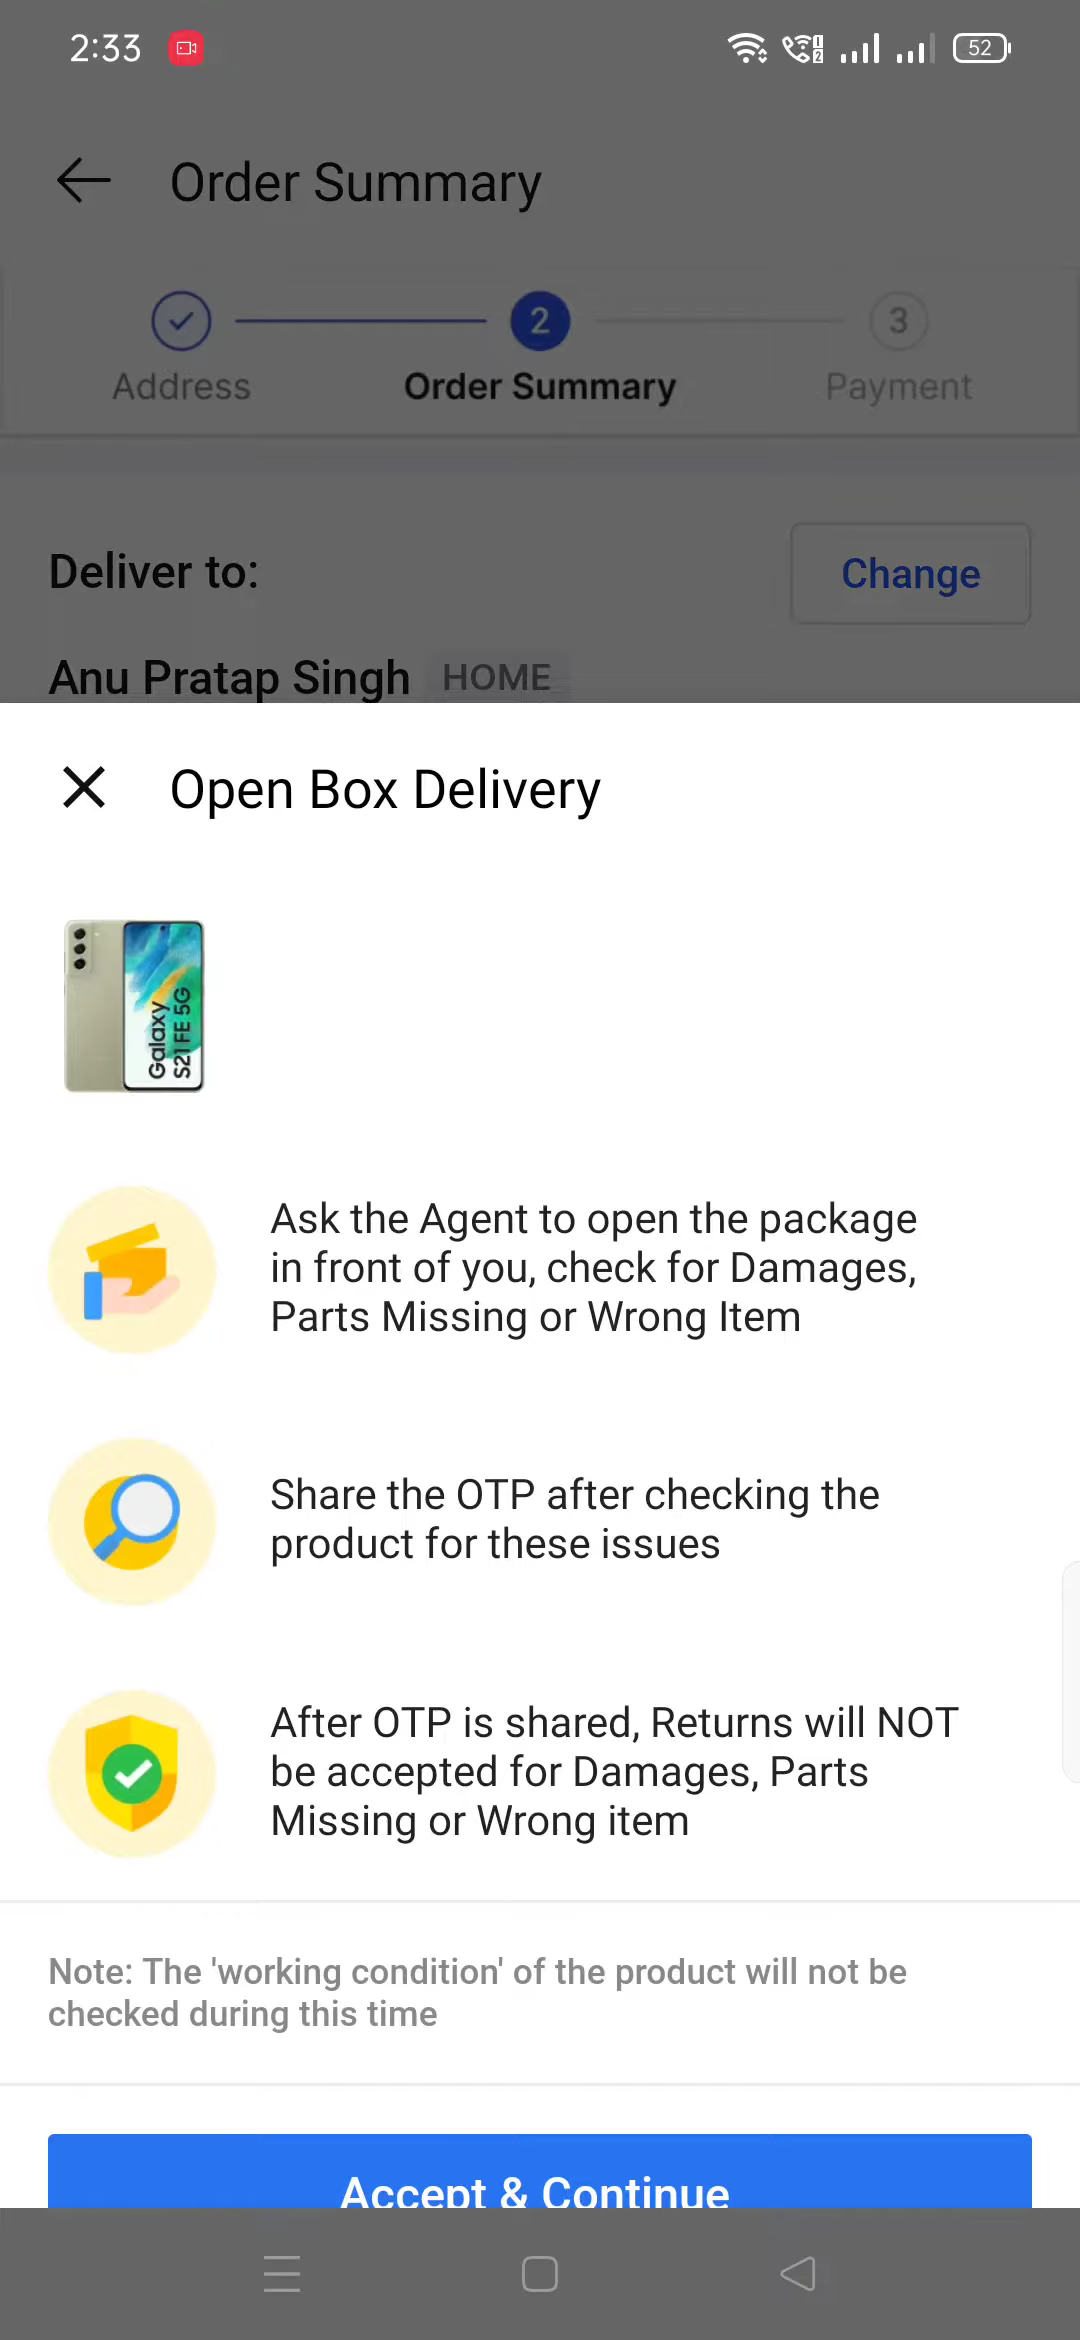 2:33
52
Order Summary
2
3
Address
Order Summary
Payment
Deliver to:
Change
Anu Pratap Singh
HOME
Open Box Delivery
Galaxy
S21 FE 5G
Ask the Agent to open the package
in front of you, check for Damages,
Parts Missing or Wrong Item
Share the OTP after checking the
product for these issues
After OTP is shared, Returns will NOT
be accepted for Damages, Parts
Missing or Wrong item
Note: The 'working condition' of the product will not be
checked during this time
Accept & Continue